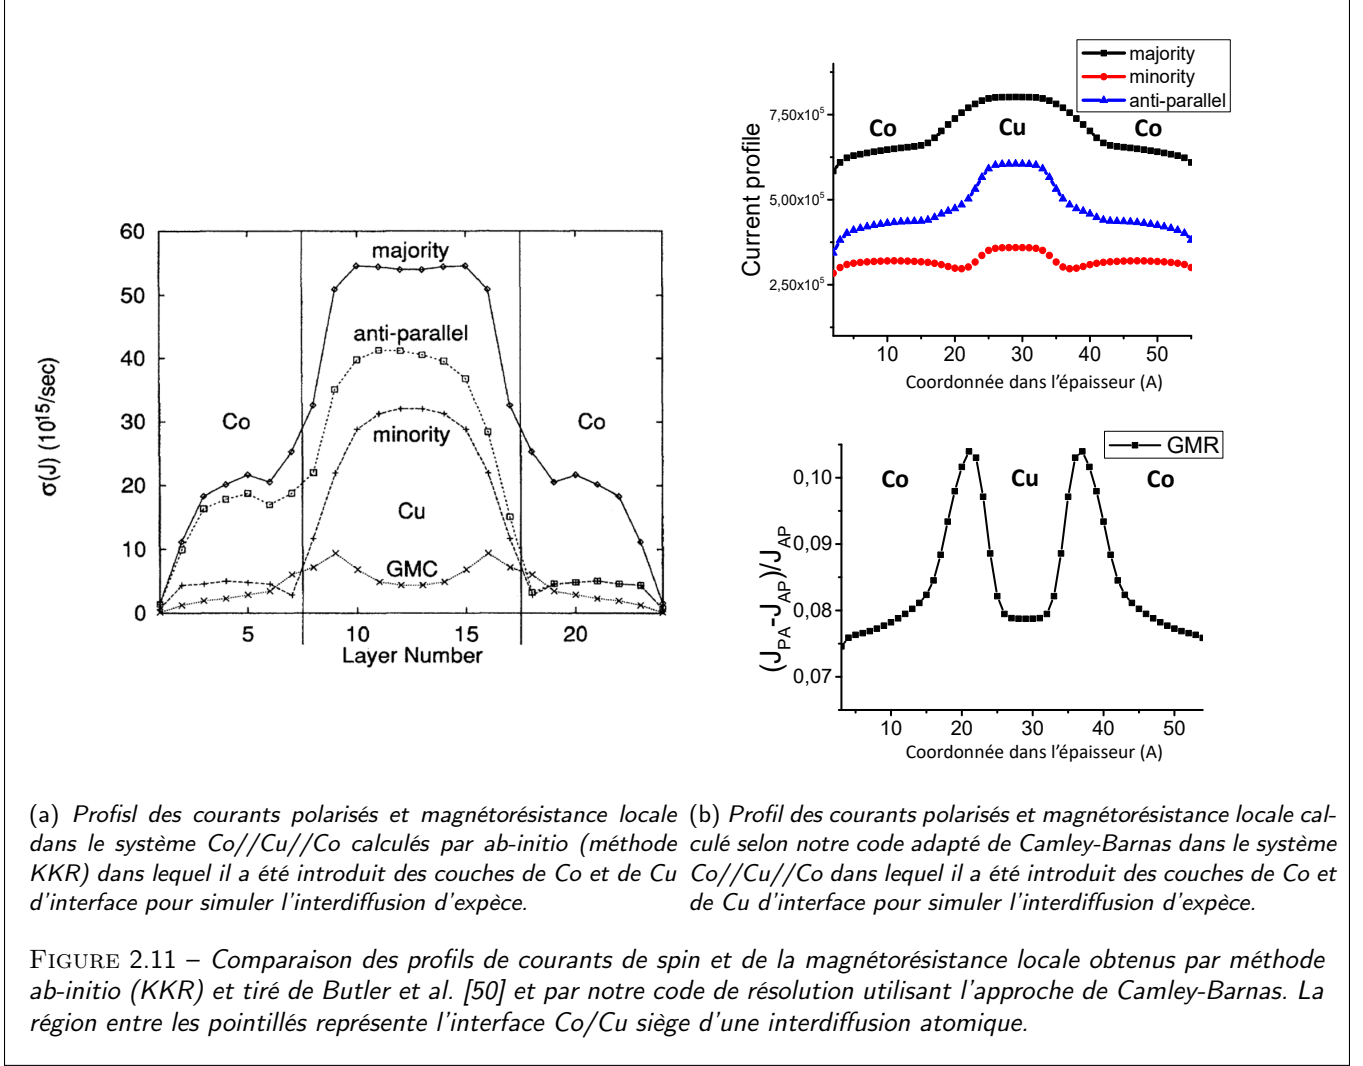 60
50
40
30
20
10
0
σ(J) (10¹⁵/sec)
majority
anti-parallel
Co
Co
minority
Cu
GMC
5
10
15
20
Layer Number
majority
minority
anti-parallel
7,50x10⁵
5,00x10⁵
2,50x10⁵
Current profile
Co
Cu
Co
10
20
30
40
50
Coordonnée dans l'épaisseur (A)
GMR
0,10
0,09
0,08
0,07
(J_PA-J_AP)/J_AP
Co
Cu
Co
10
20
30
40
50
Coordonnée dans l'épaisseur (A)
(a) Profisl des courants polarisés et magnétorésistance locale
dans le système Co//Cu//Co calculés par ab-initio (méthode
KKR) dans lequel il a été introduit des couches de Co et de Cu
d'interface pour simuler l'interdiffusion d'expèce.
(b) Profil des courants polarisés et magnétorésistance locale cal-
culé selon notre code adapté de Camley-Barnas dans le système
Co//Cu//Co dans lequel il a été introduit des couches de Co et
de Cu d'interface pour simuler l'interdiffusion d'expèce.
FIGURE 2.11 – Comparaison des profils de courants de spin et de la magnétorésistance locale obtenus par méthode
ab-initio (KKR) et tiré de Butler et al. [50] et par notre code de résolution utilisant l'approche de Camley-Barnas. La
région entre les pointillés représente l'interface Co/Cu siège d'une interdiffusion atomique.